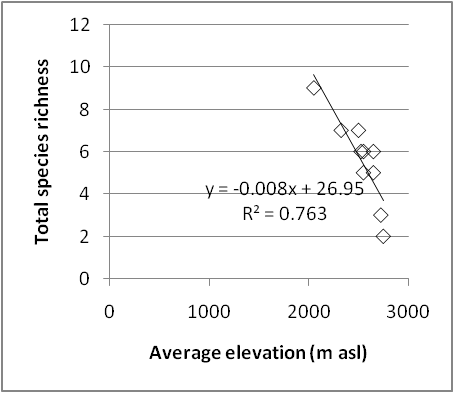 Total species richness
12
10
8
6
4
2
0
y = -0.008x + 26.95
R² = 0.763
0 1000 2000 3000
Average elevation (m asl)